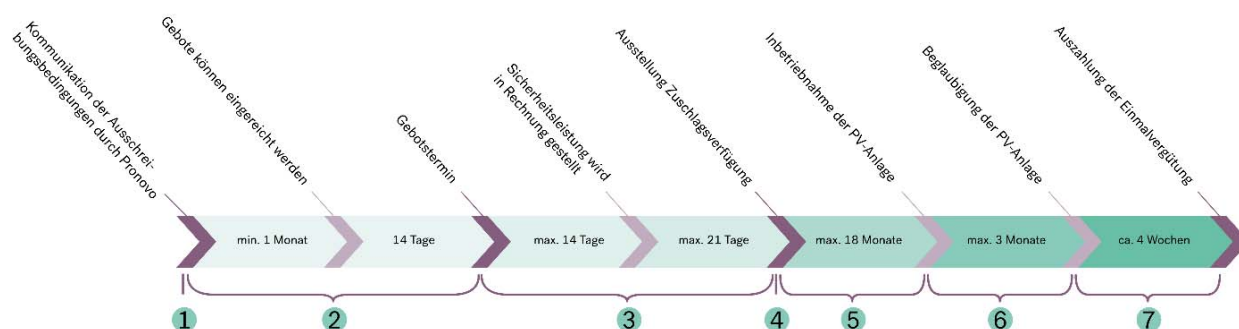 Kommunikation der Ausschrei-
bungsbedingungen durch Pronovo
Gebote können eingereicht werden
Gebotstermin
Sicherheitsleistung wird
in Rechnung gestellt
Ausstellung Zuschlagsverfügung
Inbetriebnahme der PV-Anlage
Beglaubigung der PV-Anlage
Auszahlung der Einmalvergütung
min. 1 Monat
14 Tage
max. 14 Tage
max. 21 Tage
max. 18 Monate
max. 3 Monate
ca. 4 Wochen
1
2
3
4
5
6
7